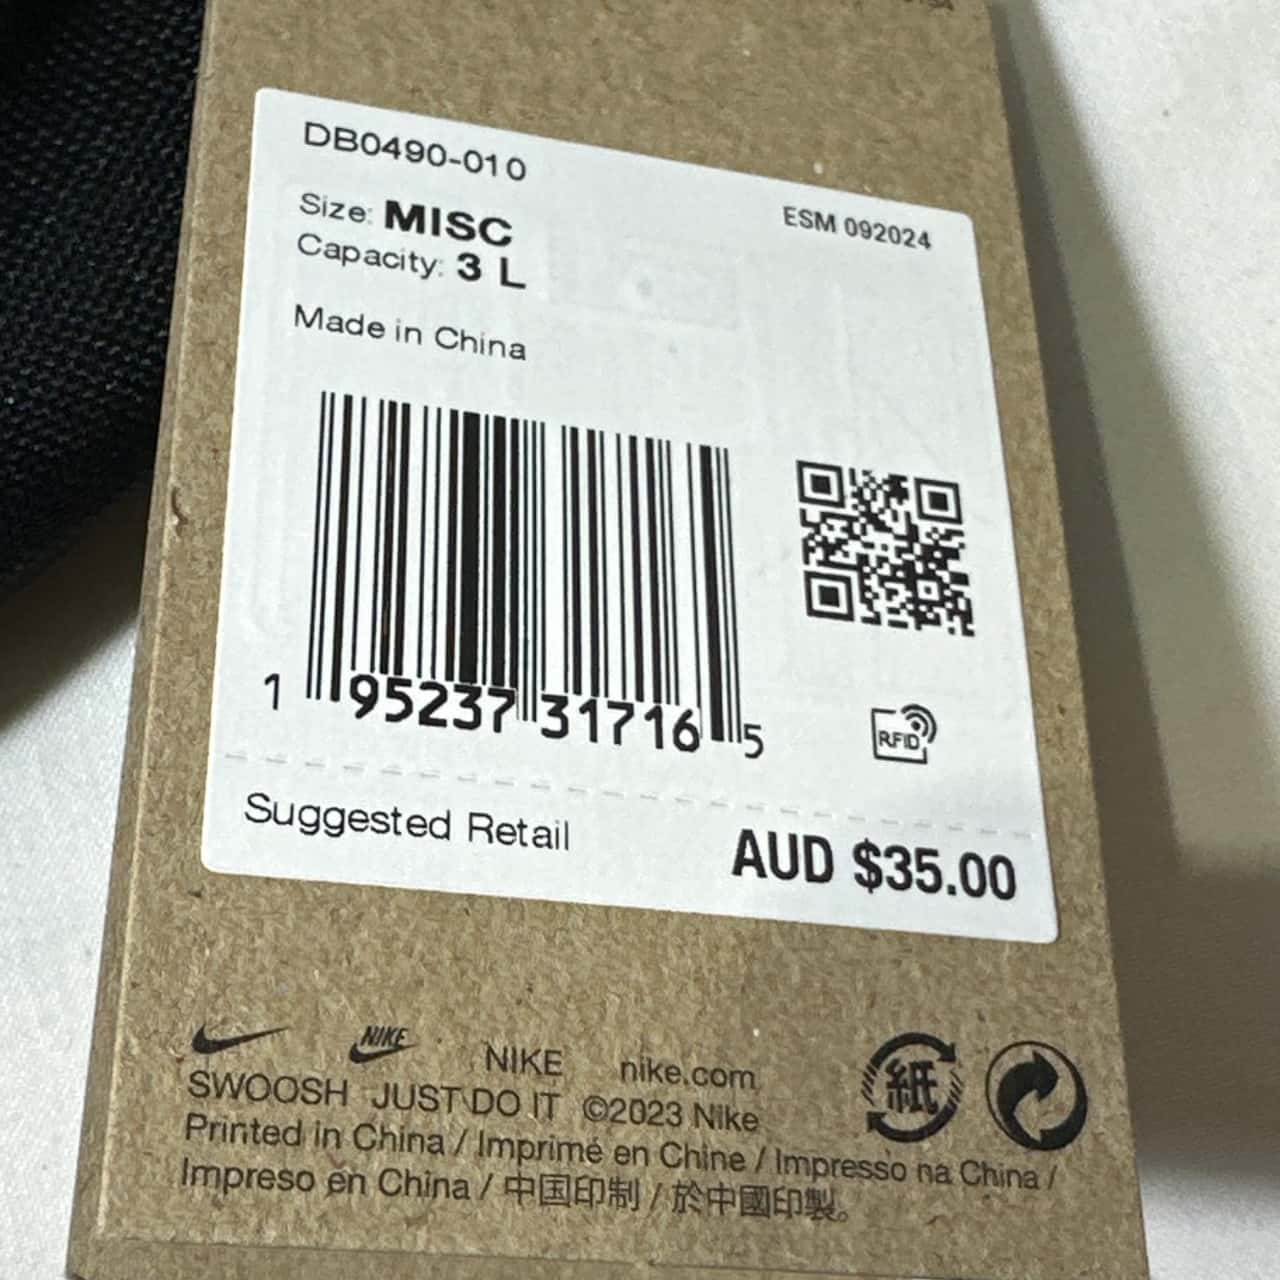 DB0490-010
ESM 092024
Size: MISC
Capacity: 3 L
Made in China
1 95237 31716 5
RFID
Suggested Retail
AUD $35.00
NIKE NIKE nike.com
SWOOSH JUST DO IT ©2023 Nike
Printed in China / Imprimé en Chine / Impresso na China /
Impreso en China / 中国印制 / 於中國印製。
紙